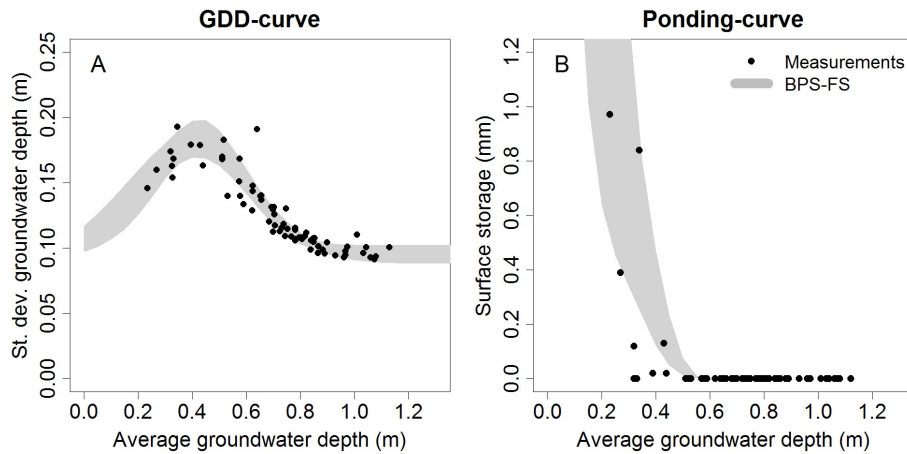 GDD-curve
A
St. dev. groundwater depth (m)
0.25
0.20
0.15
0.10
0.05
0.00
0.0 0.2 0.4 0.6 0.8 1.0 1.2
Average groundwater depth (m)
Ponding-curve
B
Measurements
BPS-FS
Surface storage (mm)
1.2
1.0
0.8
0.6
0.4
0.2
0.0
0.0 0.2 0.4 0.6 0.8 1.0 1.2
Average groundwater depth (m)